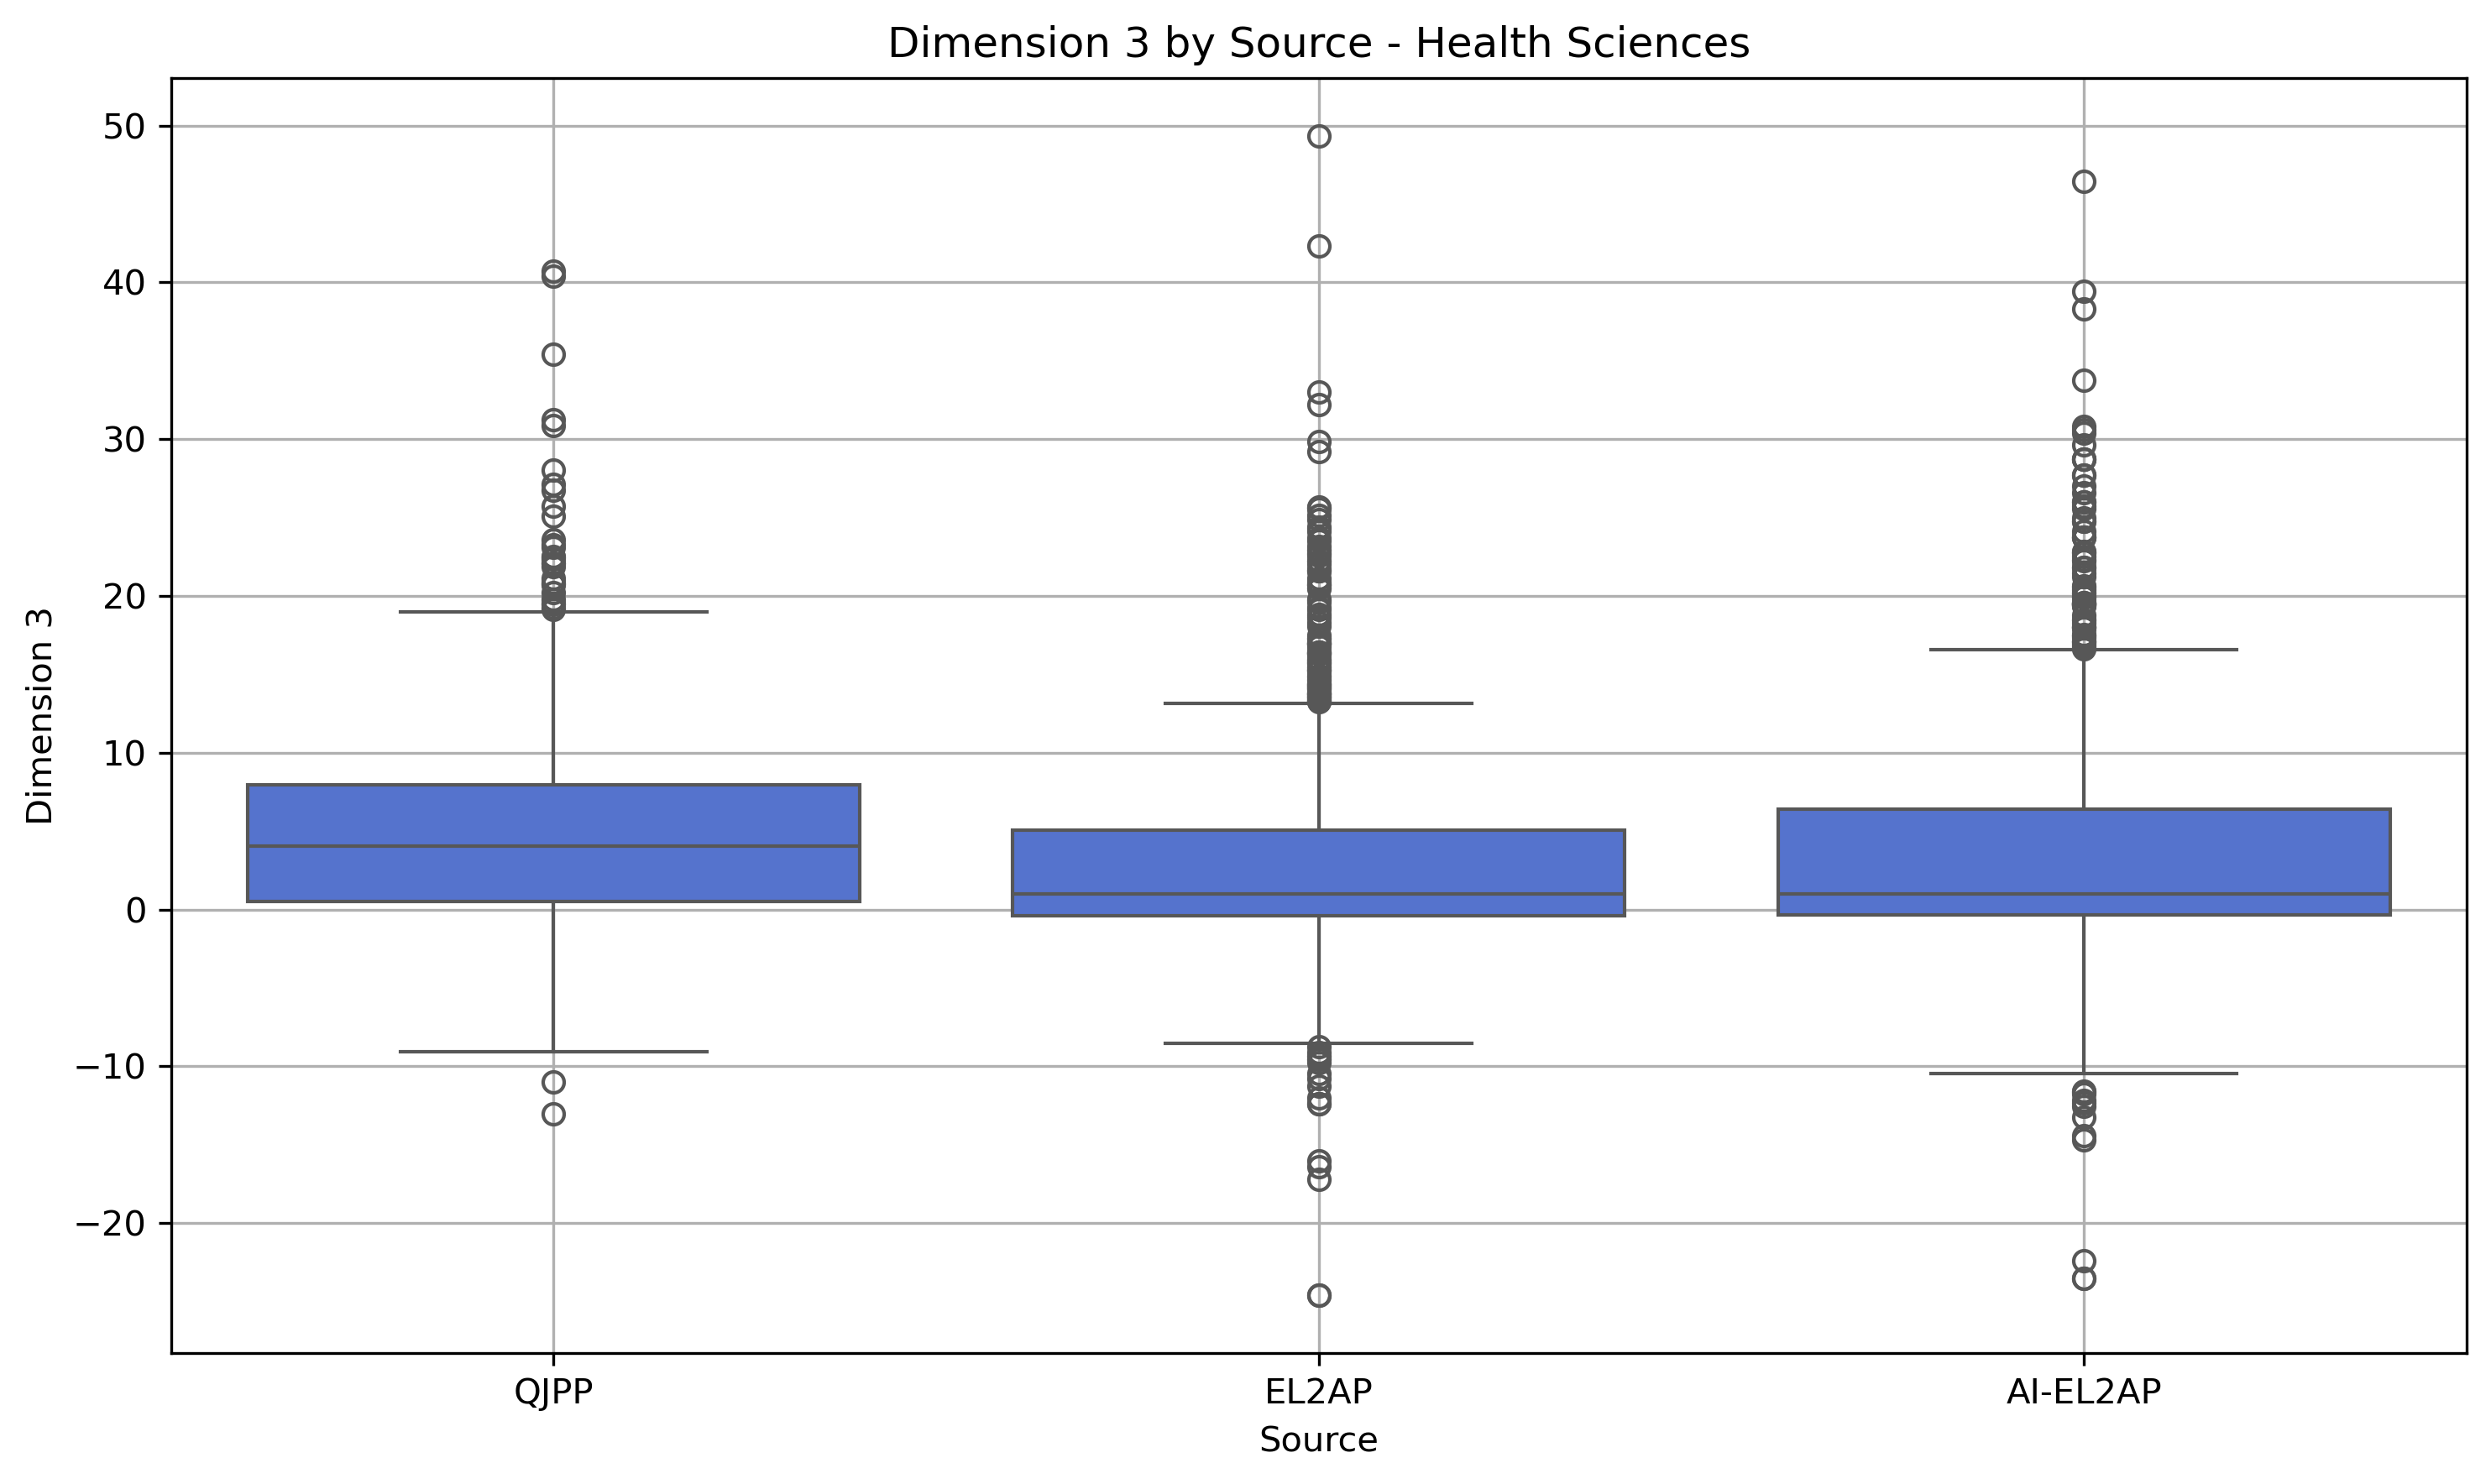 Dimension 3 by Source - Health Sciences
50
40
30
20
10
0
−10
−20
Dimension 3
QJPP
EL2AP
AI-EL2AP
Source